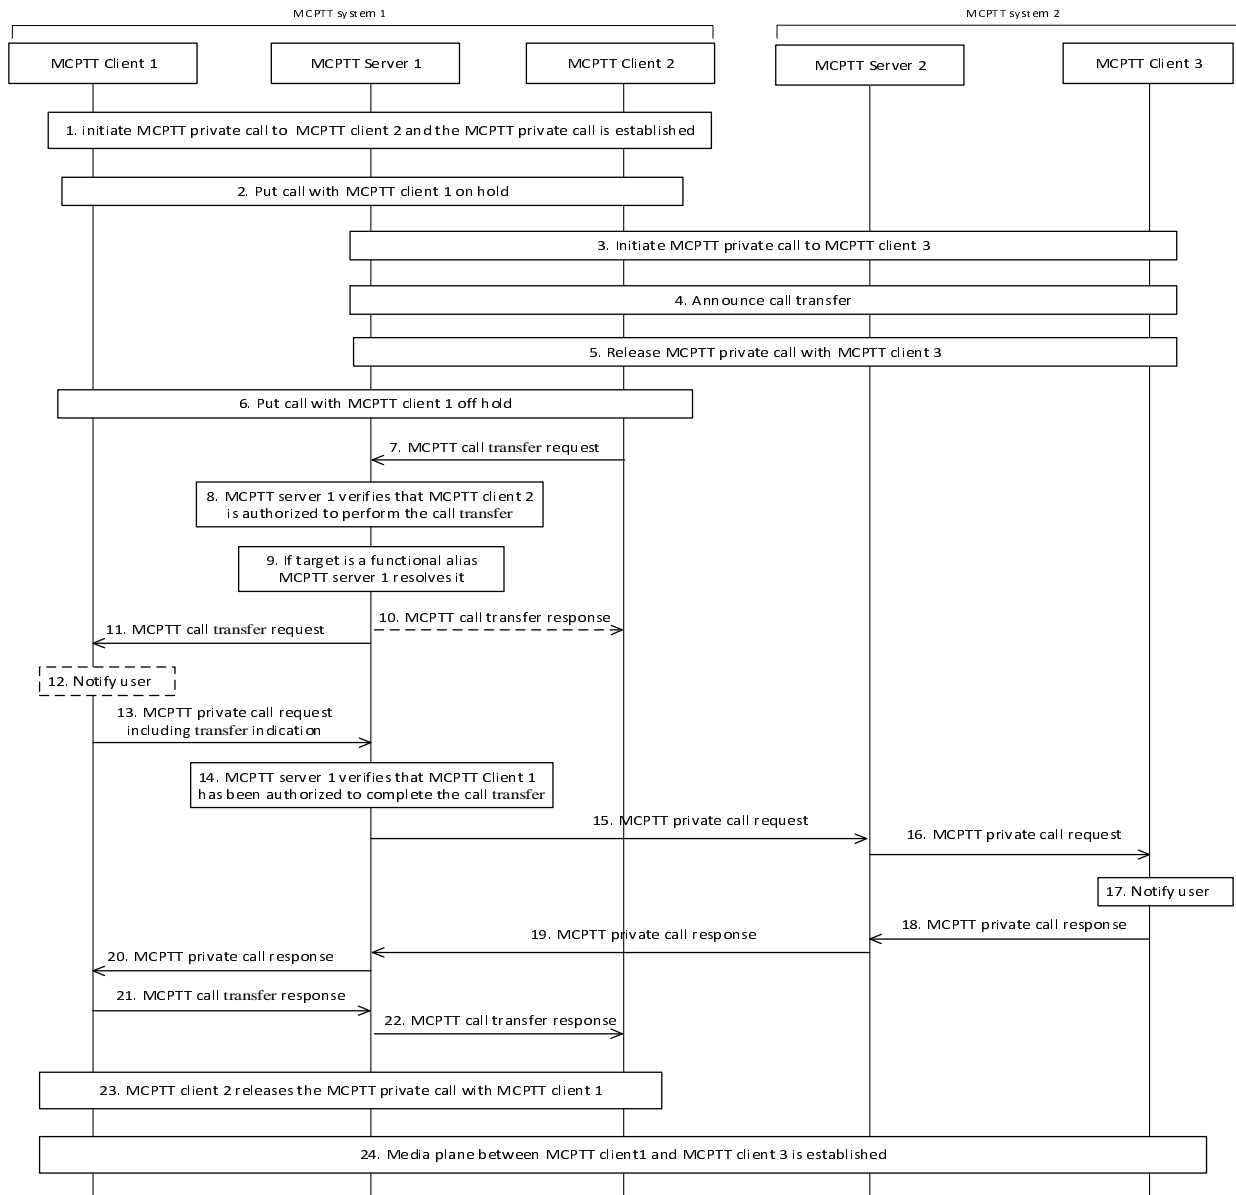 MCPTT system 1
MCPTT system 2
MCPTT Client 1
MCPTT Server 1
MCPTT Client 2
MCPTT Server 2
MCPTT Client 3
1. initiate MCPTT private call to MCPTT client 2 and the MCPTT private call is established
2. Put call with MCPTT client 1 on hold
3. Initiate MCPTT private call to MCPTT client 3
4. Announce call transfer
5. Release MCPTT private call with MCPTT client 3
6. Put call with MCPTT client 1 off hold
7. MCPTT call transfer request
8. MCPTT server 1 verifies that MCPTT client 2
is authorized to perform the call transfer
9. If target is a functional alias
MCPTT server 1 resolves it
10. MCPTT call transfer response
11. MCPTT call transfer request
12. Notify user
13. MCPTT private call request
including transfer indication
14. MCPTT server 1 verifies that MCPTT Client 1
has been authorized to complete the call transfer
15. MCPTT private call request
16. MCPTT private call request
17. Notify user
18. MCPTT private call response
19. MCPTT private call response
20. MCPTT private call response
21. MCPTT call transfer response
22. MCPTT call transfer response
23. MCPTT client 2 releases the MCPTT private call with MCPTT client 1
24. Media plane between MCPTT client1 and MCPTT client 3 is established